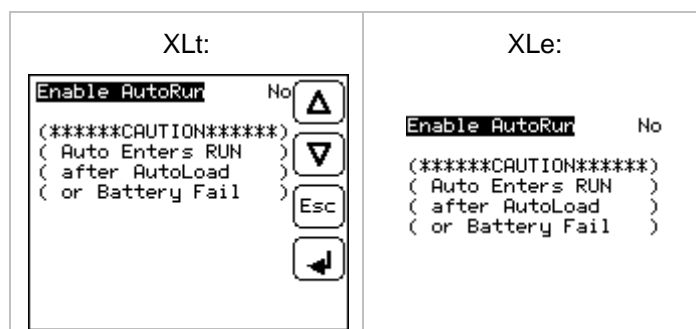 XLt:
Enable AutoRun No
(******CAUTION******)
( Auto Enters RUN )
( after AutoLoad )
( or Battery Fail )
Esc
XLe:
Enable AutoRun No
(******CAUTION******)
( Auto Enters RUN )
( after AutoLoad )
( or Battery Fail )